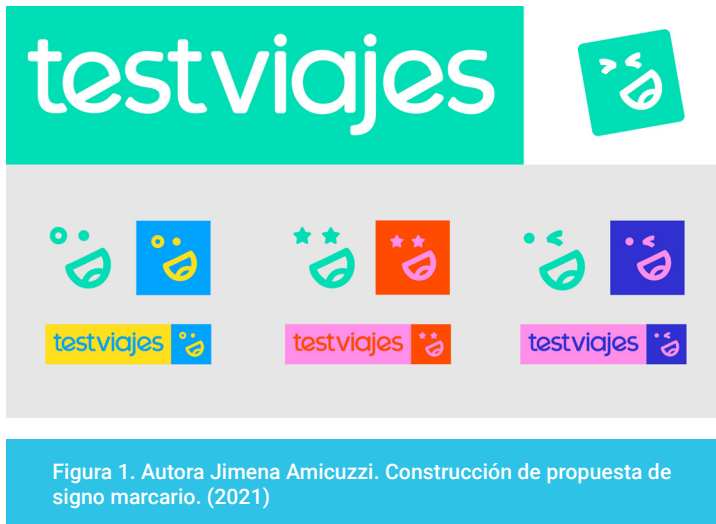 testviajes
testviajes
testviajes
testviajes
Figura 1. Autora Jimena Amicuzzi. Construcción de propuesta de
signo marcario. (2021)